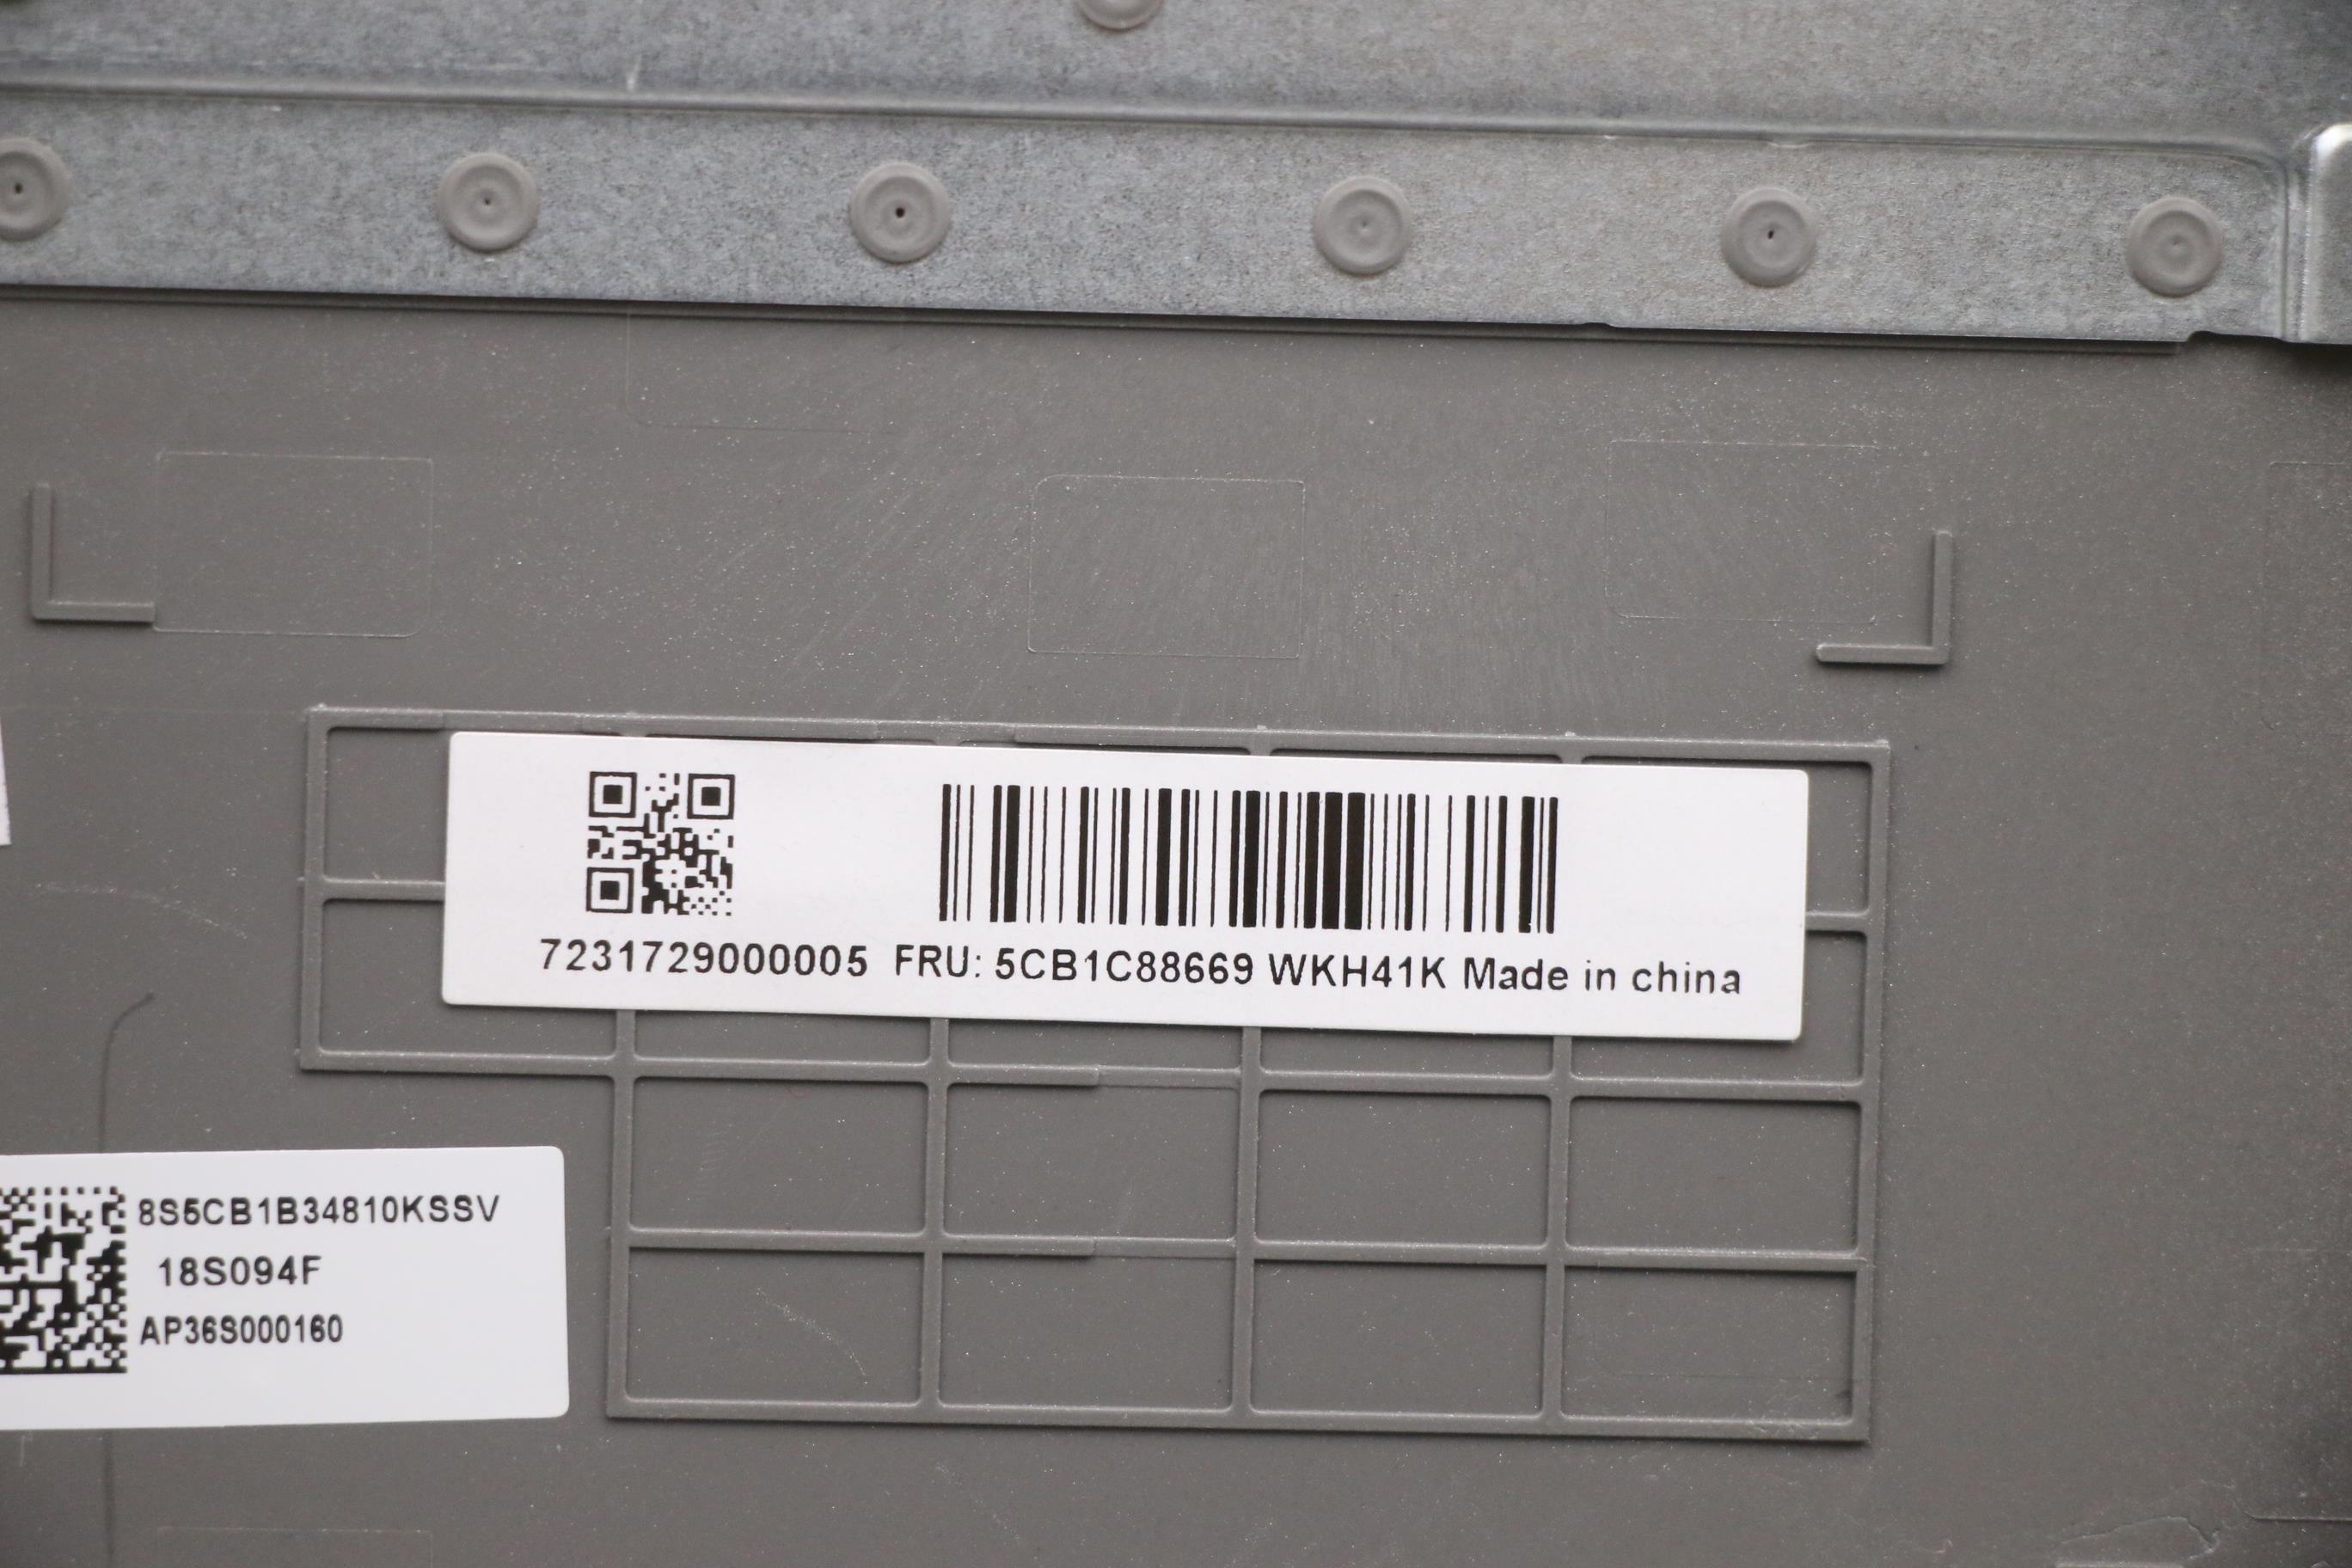 7231729000005 FRU: 5CB1C88669 WKH41K Made in china
8S5CB1B34810KSSV
18S094F
AP36S000160